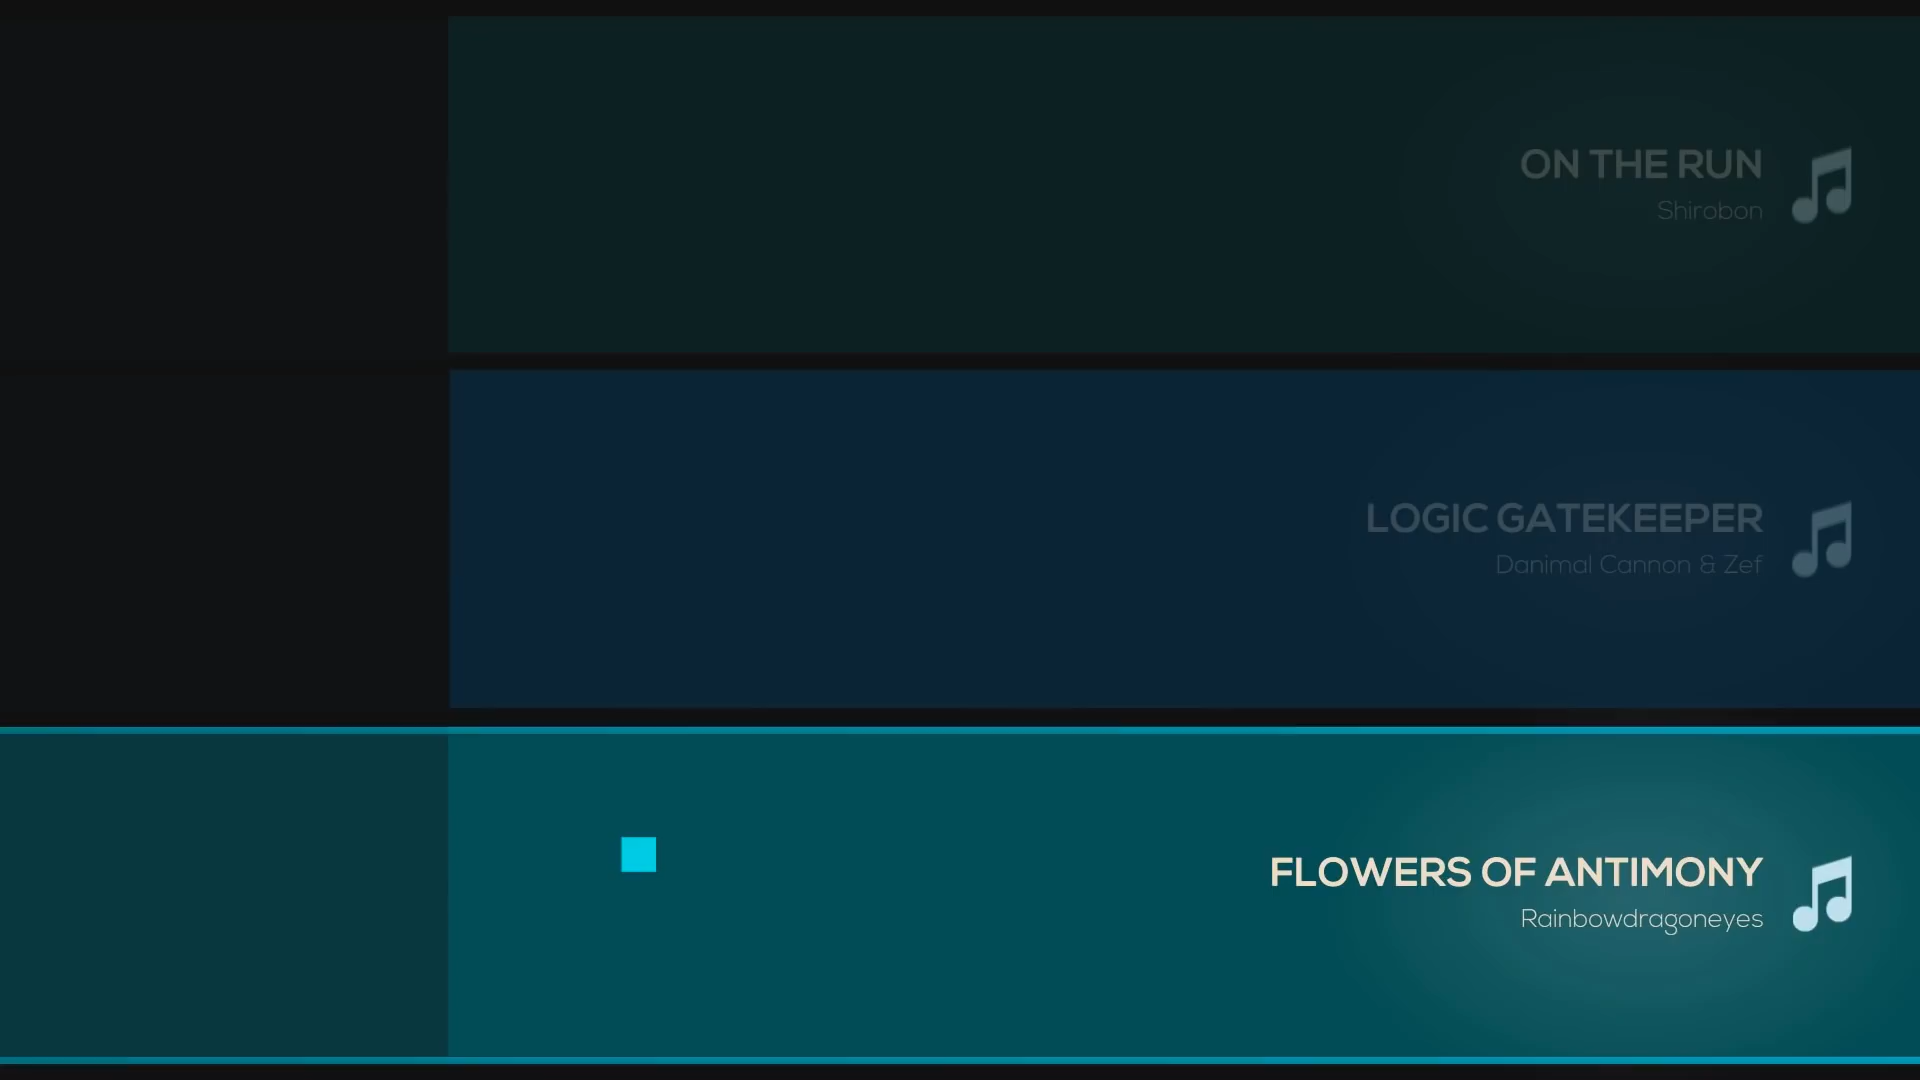 ON THE RUN
Shirobon
LOGIC GATEKEEPER
Danimal Cannon & Zef
FLOWERS OF ANTIMONY
Rainbowdragoneyes